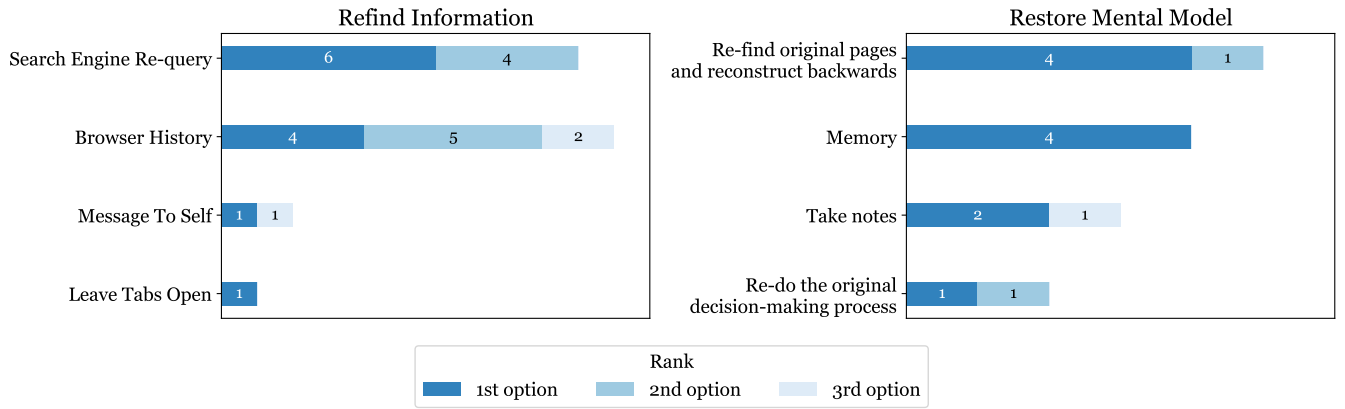 Refind Information
Search Engine Re-query
6
4
Browser History
4
5
2
Message To Self
1
1
Leave Tabs Open
1
Restore Mental Model
Re-find original pages
and reconstruct backwards
4
1
Memory
4
Take notes
2
1
Re-do the original
decision-making process
1
1
Rank
1st option
2nd option
3rd option